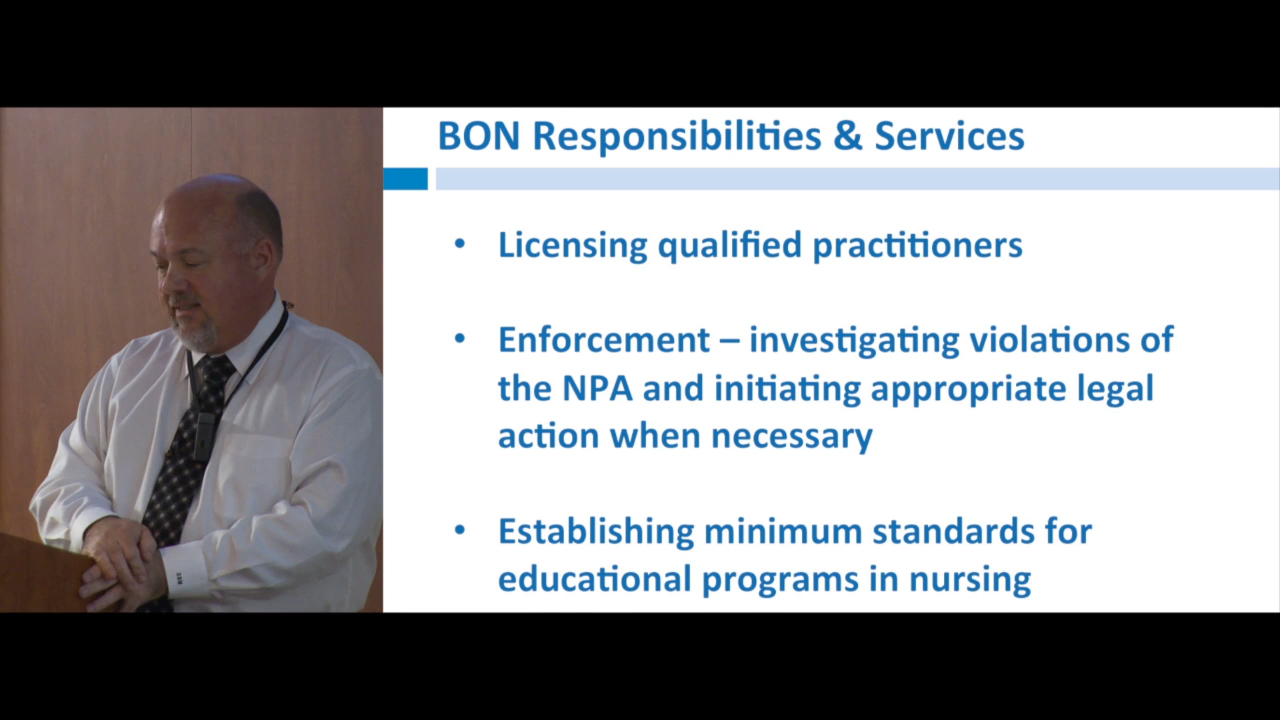 BON Responsibilities & Services
• Licensing qualified practitioners
• Enforcement – investigating violations of
the NPA and initiating appropriate legal
action when necessary
• Establishing minimum standards for
educational programs in nursing